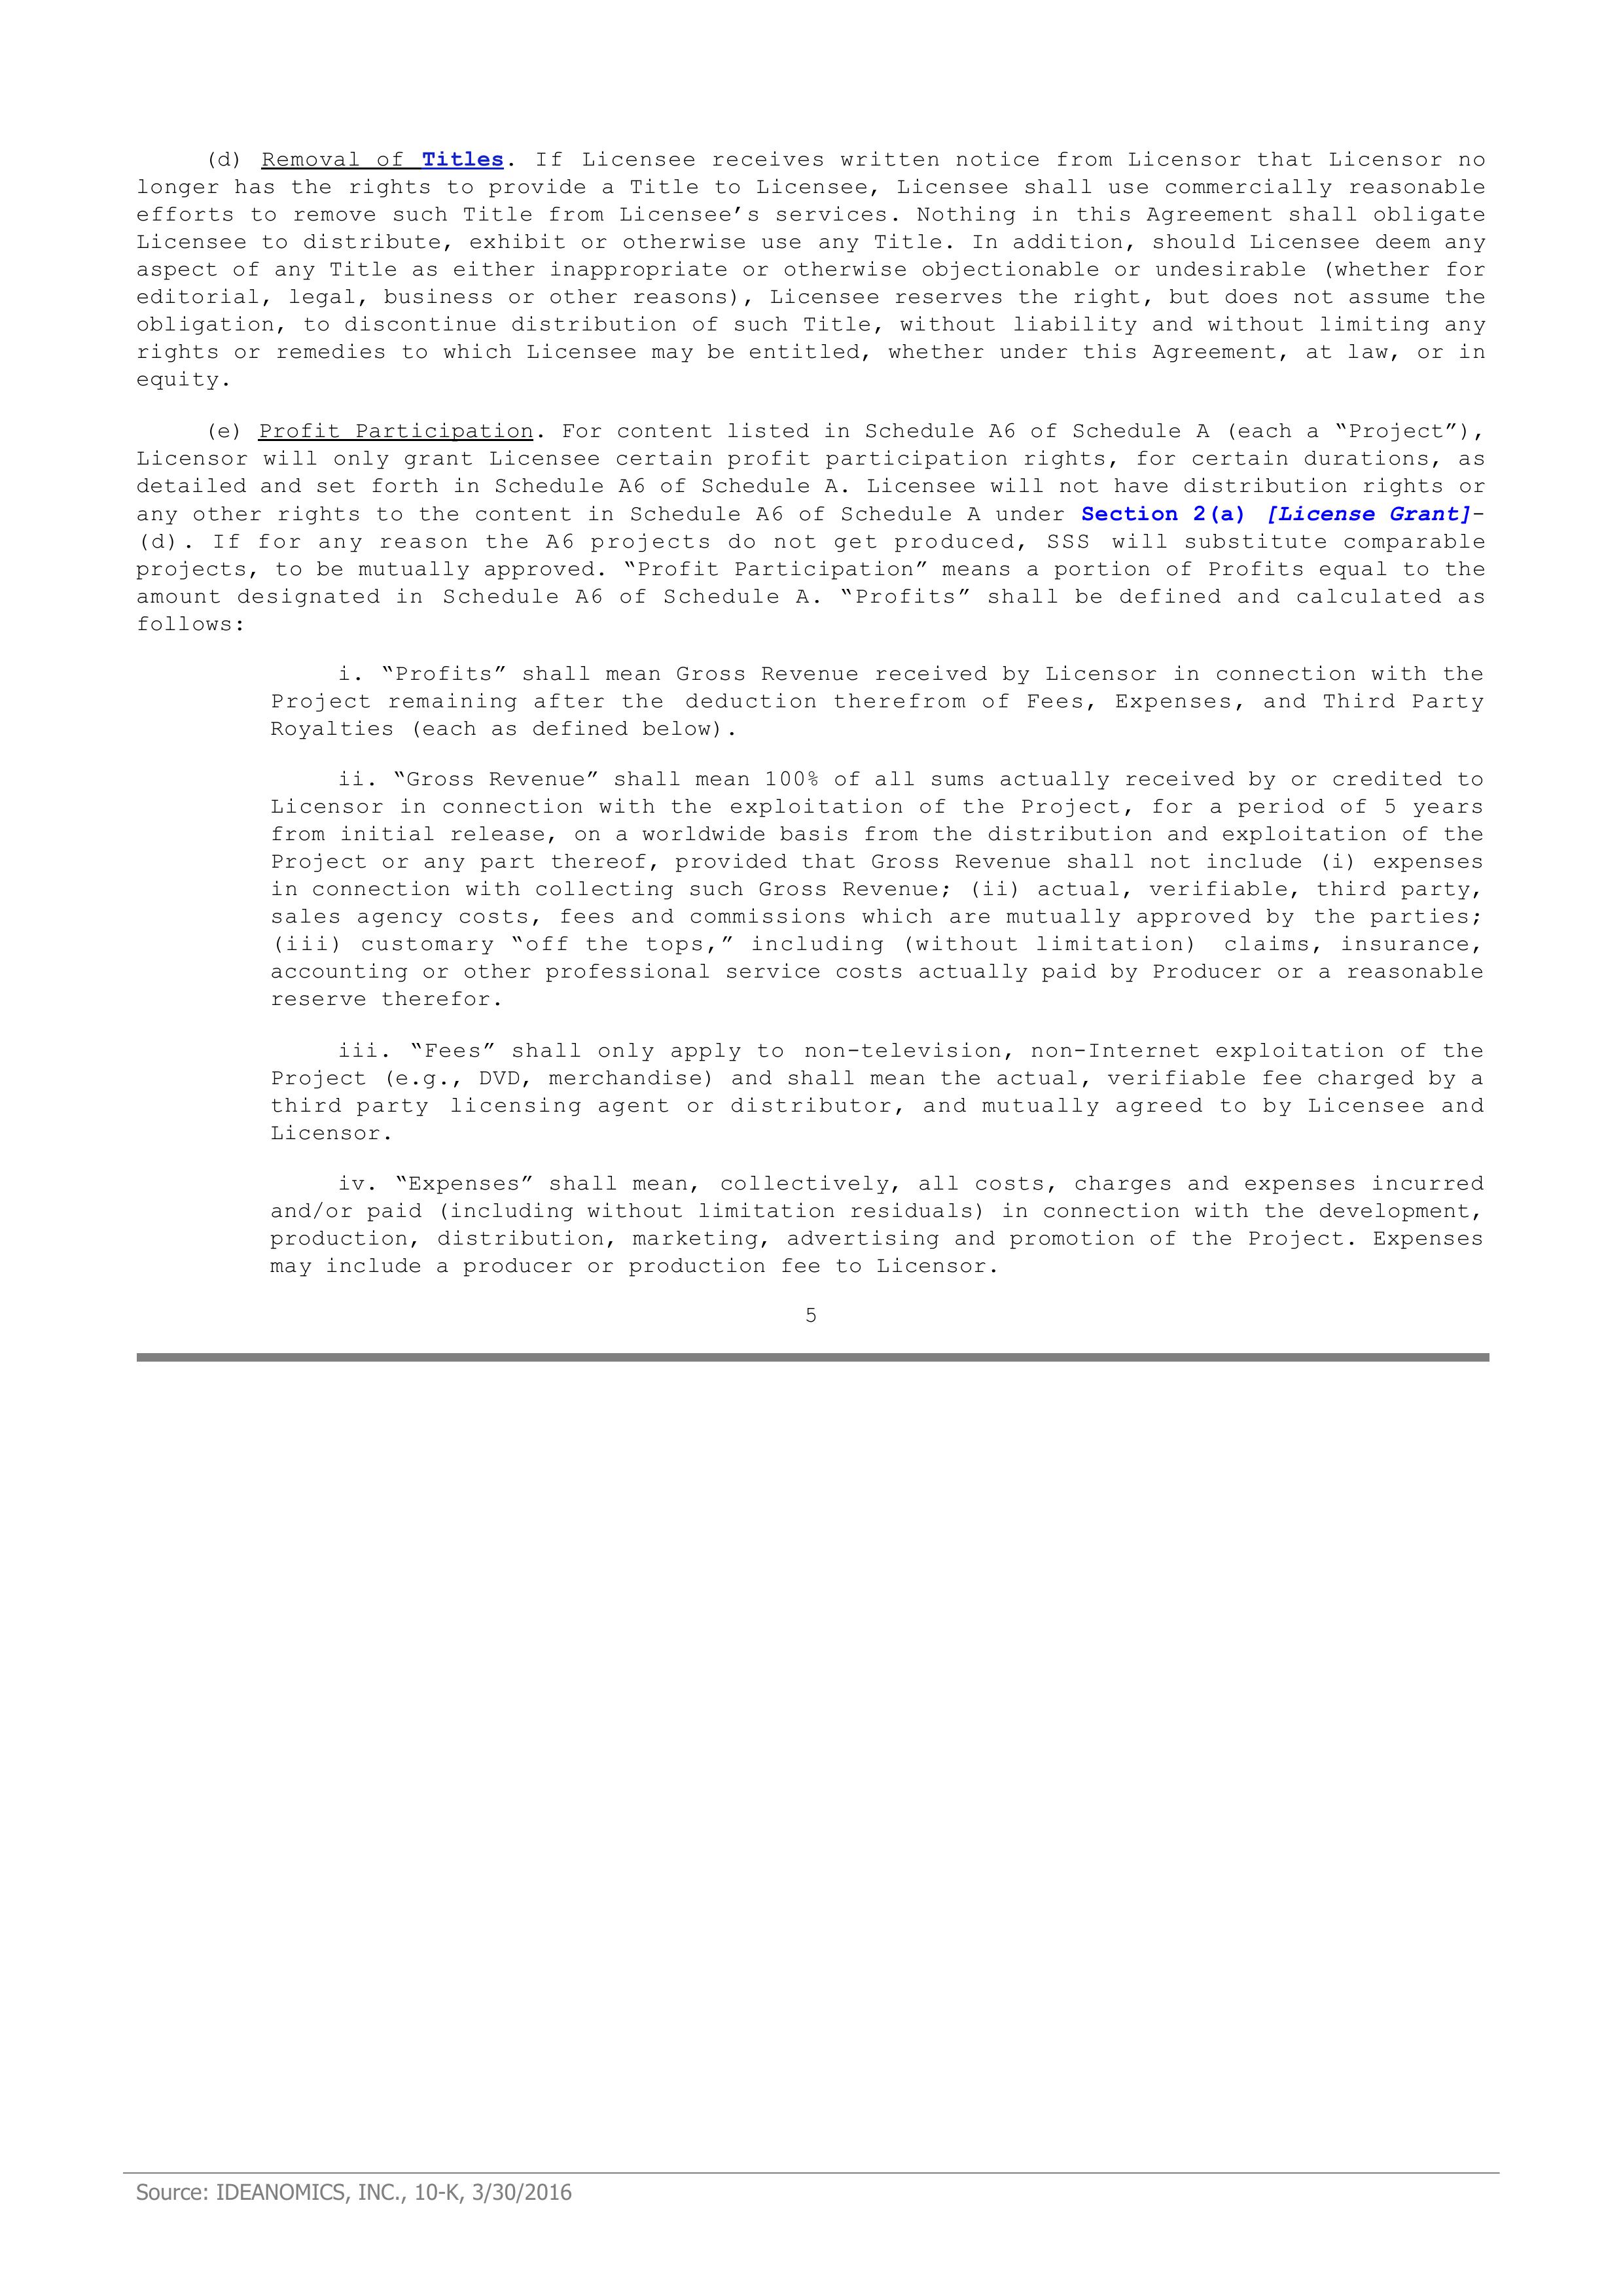 (d) Removal of Titles. If Licensee receives written notice from Licensor that Licensor no
longer has the rights to provide a Title to Licensee, Licensee shall use commercially reasonable
efforts to remove such Title from Licensee’s services. Nothing in this Agreement shall obligate
Licensee to distribute, exhibit or otherwise use any Title. In addition, should Licensee deem any
aspect of any Title as either inappropriate or otherwise objectionable or undesirable (whether for
editorial, legal, business or other reasons), Licensee reserves the right, but does not assume the
obligation, to discontinue distribution of such Title, without liability and without limiting any
rights or remedies to which Licensee may be entitled, whether under this Agreement, at law, or in
equity.
(e) Profit Participation. For content listed in Schedule A6 of Schedule A (each a “Project”),
Licensor will only grant Licensee certain profit participation rights, for certain durations, as
detailed and set forth in Schedule A6 of Schedule A. Licensee will not have distribution rights or
any other rights to the content in Schedule A6 of Schedule A under Section 2(a) [License Grant]-
(d). If for any reason the A6 projects do not get produced, SSS will substitute comparable
projects, to be mutually approved. “Profit Participation” means a portion of Profits equal to the
amount designated in Schedule A6 of Schedule A. “Profits” shall be defined and calculated as
follows:
i. “Profits” shall mean Gross Revenue received by Licensor in connection with the
Project remaining after the deduction therefrom of Fees, Expenses, and Third Party
Royalties (each as defined below).
ii. “Gross Revenue” shall mean 100% of all sums actually received by or credited to
Licensor in connection with the exploitation of the Project, for a period of 5 years
from initial release, on a worldwide basis from the distribution and exploitation of the
Project or any part thereof, provided that Gross Revenue shall not include (i) expenses
in connection with collecting such Gross Revenue; (ii) actual, verifiable, third party,
sales agency costs, fees and commissions which are mutually approved by the parties;
(iii) customary “off the tops,” including (without limitation) claims, insurance,
accounting or other professional service costs actually paid by Producer or a reasonable
reserve therefor.
iii. “Fees” shall only apply to non-television, non-Internet exploitation of the
Project (e.g., DVD, merchandise) and shall mean the actual, verifiable fee charged by a
third party licensing agent or distributor, and mutually agreed to by Licensee and
Licensor.
iv. “Expenses” shall mean, collectively, all costs, charges and expenses incurred
and/or paid (including without limitation residuals) in connection with the development,
production, distribution, marketing, advertising and promotion of the Project. Expenses
may include a producer or production fee to Licensor.
5
Source: IDEANOMICS, INC., 10-K, 3/30/2016